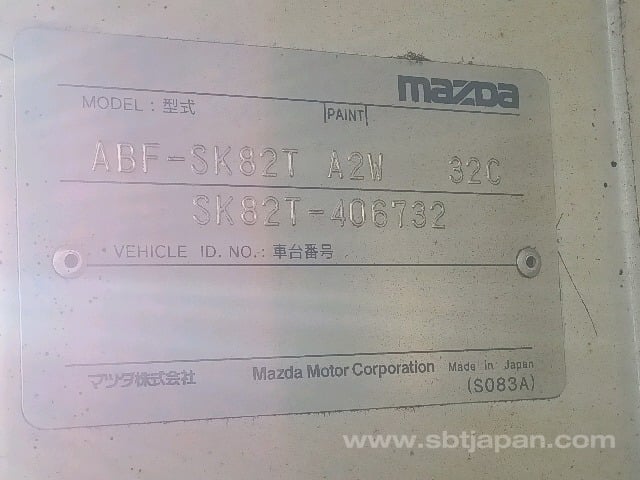 mazda
MODEL : 型式 PAINT
ABF-SK82T A2W 32C
SK82T-406732
VEHICLE ID. NO. : 車台番号
マツダ株式会社 Mazda Motor Corporation Made in Japan
(S083A)
www.sbtjapan.com